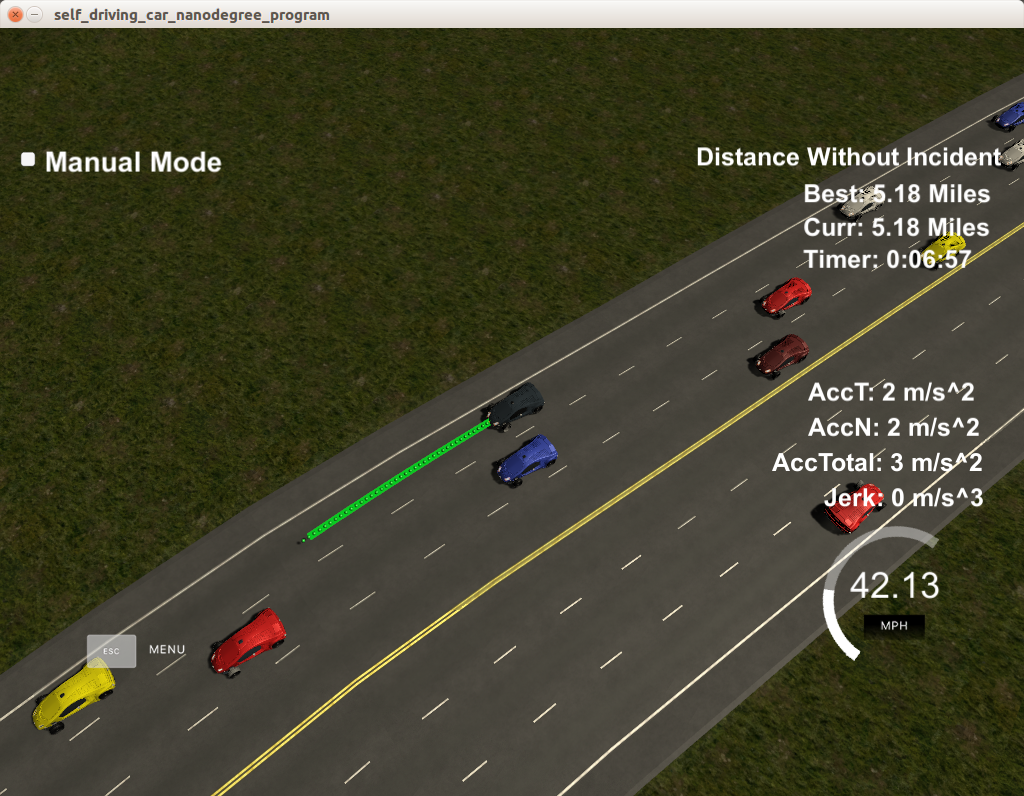 self_driving_car_nanodegree_program
Manual Mode
Distance Without Incident
Best: 5.18 Miles
Curr: 5.18 Miles
Timer: 0:06:57
AccT: 2 m/s^2
AccN: 2 m/s^2
AccTotal: 3 m/s^2
Jerk: 0 m/s^3
42.13
MPH
ESC MENU